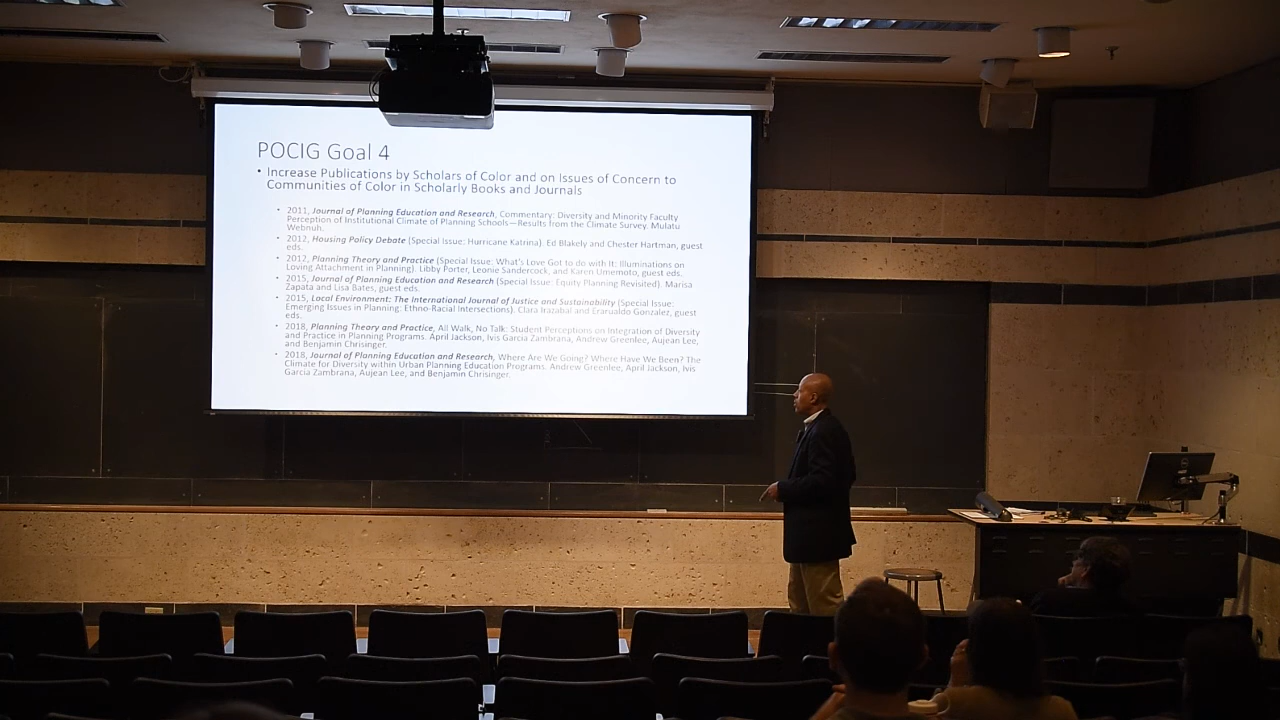 POCIG Goal 4
• Increase Publications by Scholars of Color and on Issues of Concern to
Communities of Color in Scholarly Books and Journals
• 2011, Journal of Planning Education and Research, Commentary: Diversity and Minority Faculty
Perception of Institutional Climate of Planning Schools—Results from the Climate Survey. Mulatu
Webnuh.
• 2012, Housing Policy Debate (Special Issue: Hurricane Katrina). Ed Blakely and Chester Hartman, guest
eds.
• 2012, Planning Theory and Practice (Special Issue: What's Love Got to do with It: Illuminations on
Loving Attachment in Planning). Libby Porter, Leonie Sandercock, and Karen Umemoto, guest eds.
• 2015, Journal of Planning Education and Research (Special Issue: Equity Planning Revisited). Marisa
Zapata and Lisa Bates, guest eds.
• 2015, Local Environment: The International Journal of Justice and Sustainability (Special Issue:
Emerging Issues in Planning: Ethno-Racial Intersections). Clara Irazabal and Erarualdo Gonzalez, guest
eds.
• 2018, Planning Theory and Practice, All Walk, No Talk: Student Perceptions on Integration of Diversity
and Practice in Planning Programs. April Jackson, Ivis Garcia Zambrana, Andrew Greenlee, Aujean Lee,
and Benjamin Chrisinger.
• 2018, Journal of Planning Education and Research, Where Are We Going? Where Have We Been? The
Climate for Diversity within Urban Planning Education Programs. Andrew Greenlee, April Jackson, Ivis
Garcia Zambrana, Aujean Lee, and Benjamin Chrisinger.